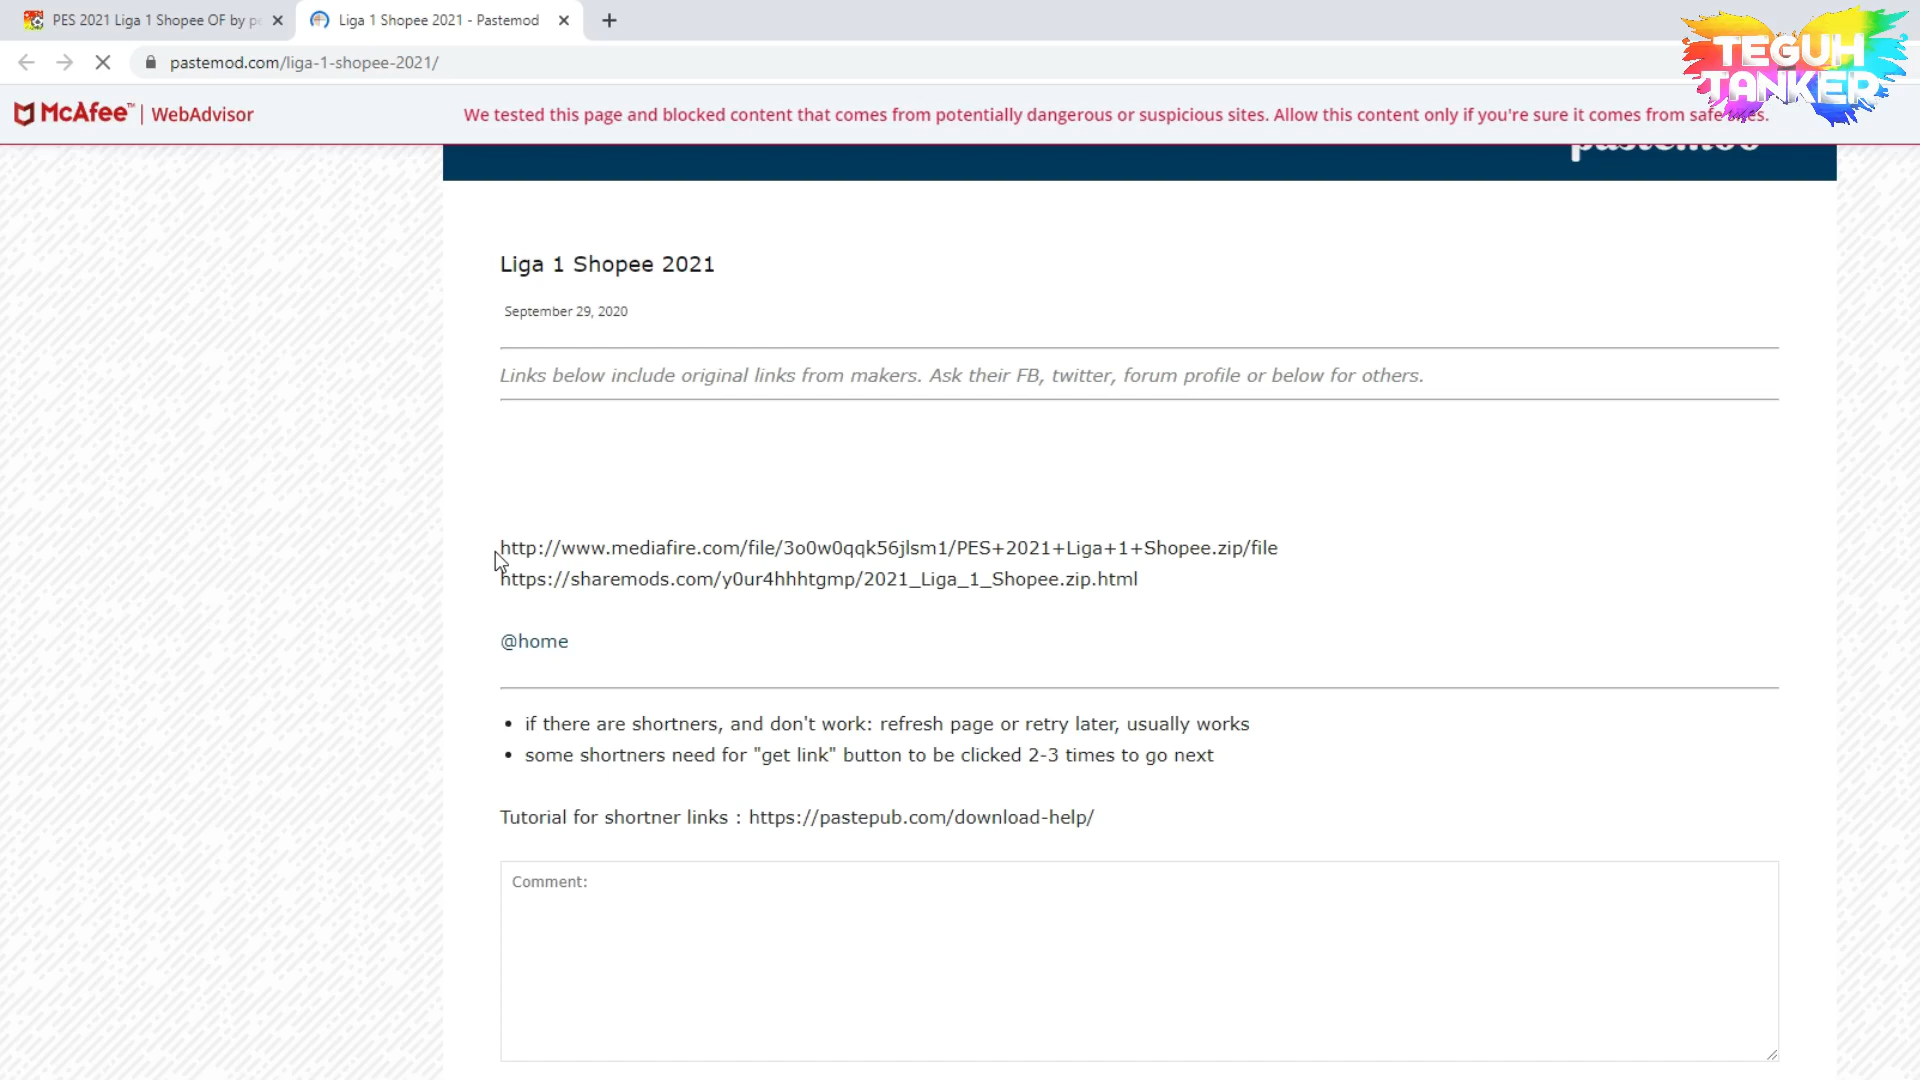 PES 2021 Liga 1 Shopee OF by pe
Liga 1 Shopee 2021 - Pastemod
TEGUH
TANKER
pastemod.com/liga-1-shopee-2021/
McAfee™ | WebAdvisor
We tested this page and blocked content that comes from potentially dangerous or suspicious sites. Allow this content only if you're sure it comes from safe sites.
pastemod
Liga 1 Shopee 2021
September 29, 2020
Links below include original links from makers. Ask their FB, twitter, forum profile or below for others.
http://www.mediafire.com/file/3o0w0qqk56jlsm1/PES+2021+Liga+1+Shopee.zip/file
https://sharemods.com/y0ur4hhhtgmp/2021_Liga_1_Shopee.zip.html
@home
• if there are shortners, and don't work: refresh page or retry later, usually works
• some shortners need for "get link" button to be clicked 2-3 times to go next
Tutorial for shortner links : https://pastepub.com/download-help/
Comment: